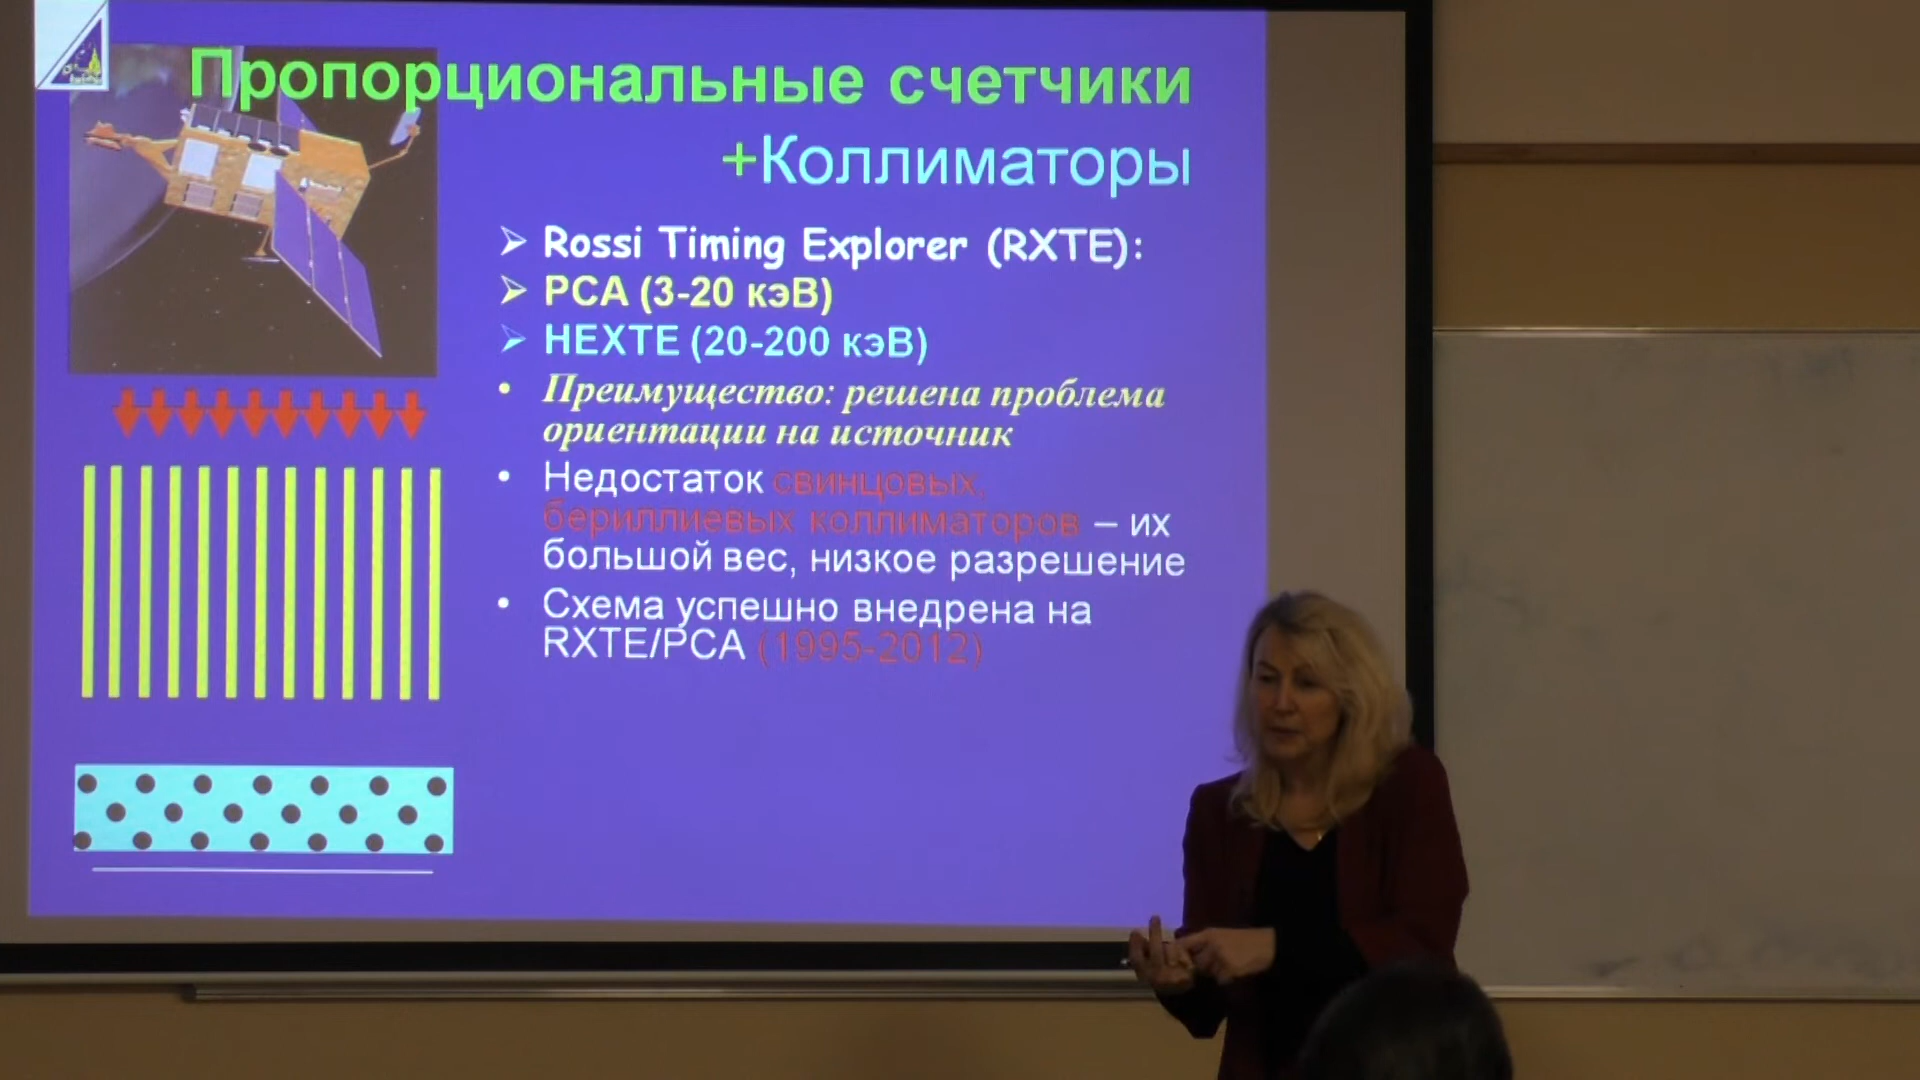 Пропорциональные счетчики
+Коллиматоры
Rossi Timing Explorer (RXTE):
PCA (3-20 кэВ)
HEXTE (20-200 кэВ)
Преимущество: решена проблема
ориентации на источник
Недостаток свинцовых,
бериллиевых коллиматоров – их
большой вес, низкое разрешение
Схема успешно внедрена на
RXTE/PCA (1995-2012)